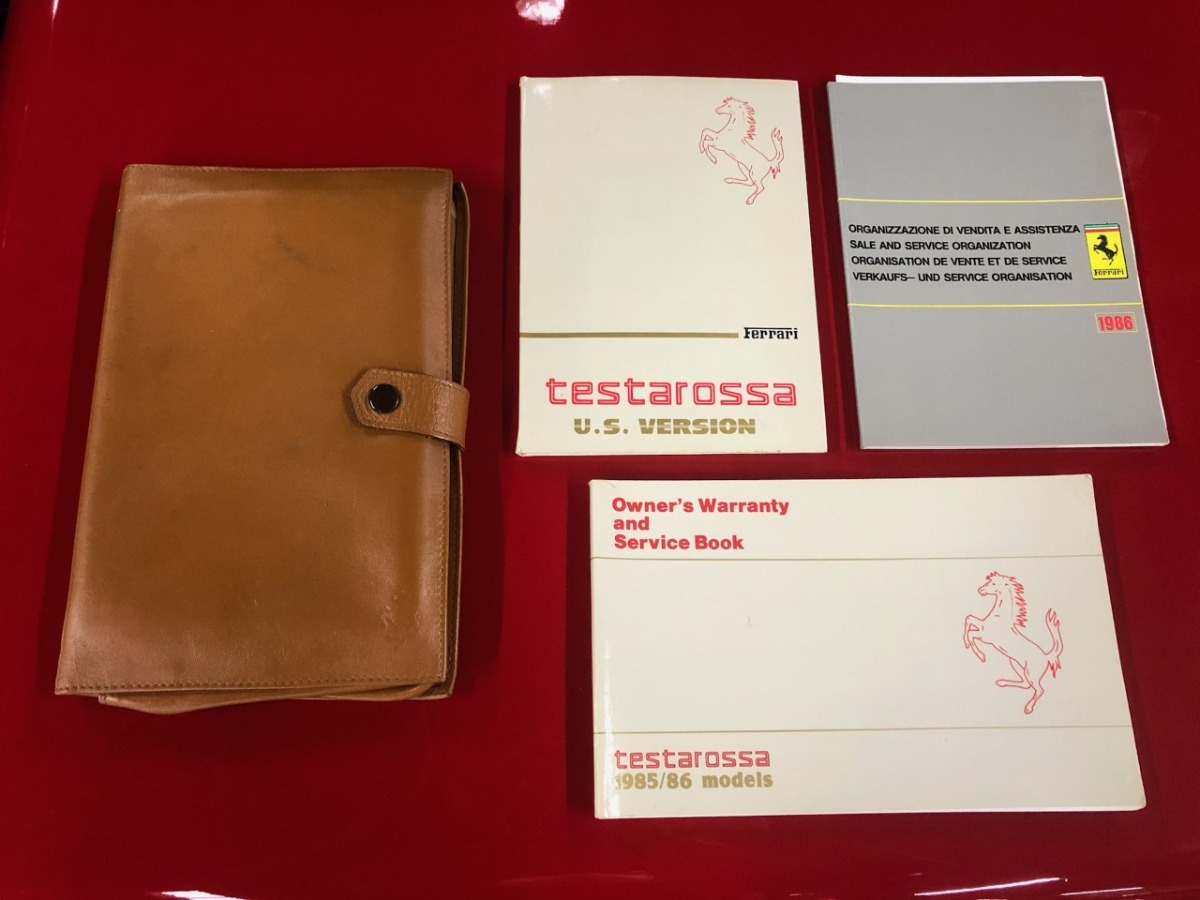 Ferrari
testarossa
U.S. VERSION
ORGANIZZAZIONE DI VENDITA E ASSISTENZA
SALE AND SERVICE ORGANIZATION
ORGANISATION DE VENTE ET DE SERVICE
VERKAUFS- UND SERVICE ORGANISATION
Ferrari
1986
Owner's Warranty
and
Service Book
testarossa
1985/86 models